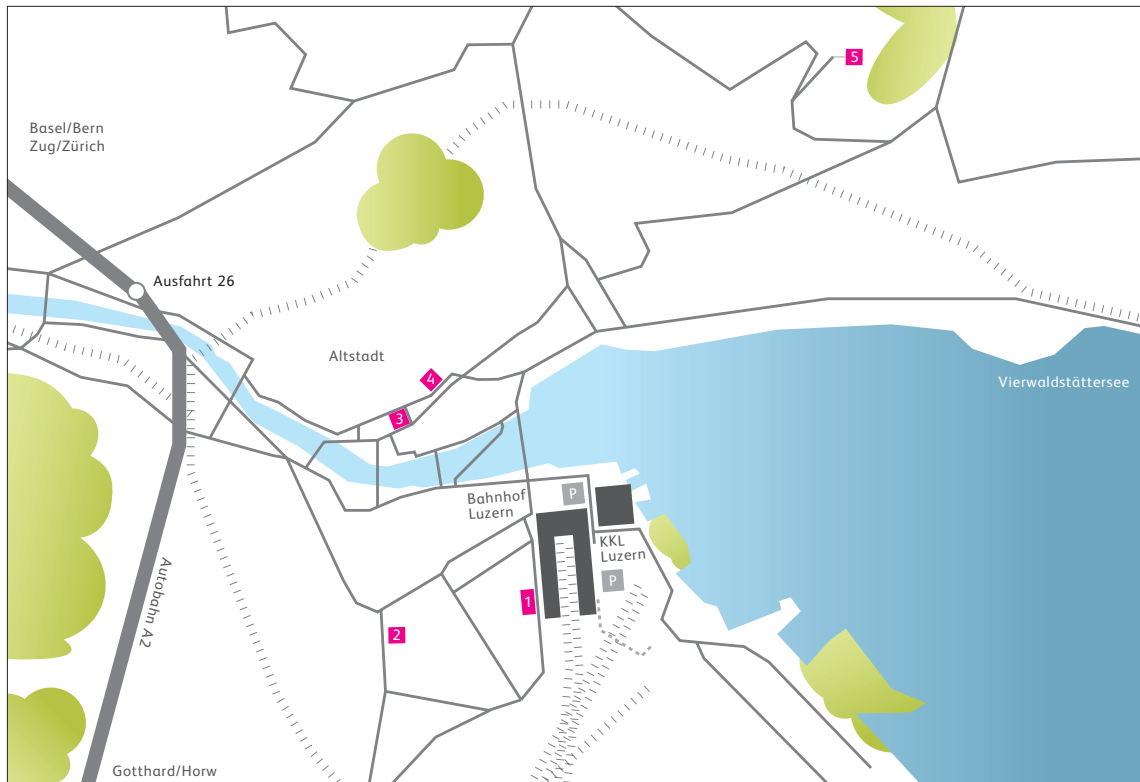 5
Basel/Bern
Zug/Zürich
Ausfahrt 26
Altstadt
4
Vierwaldstättersee
3
Bahnhof
Luzern
P
KKL
Luzern
P
Autobahn A2
1
2
Gotthard/Horw